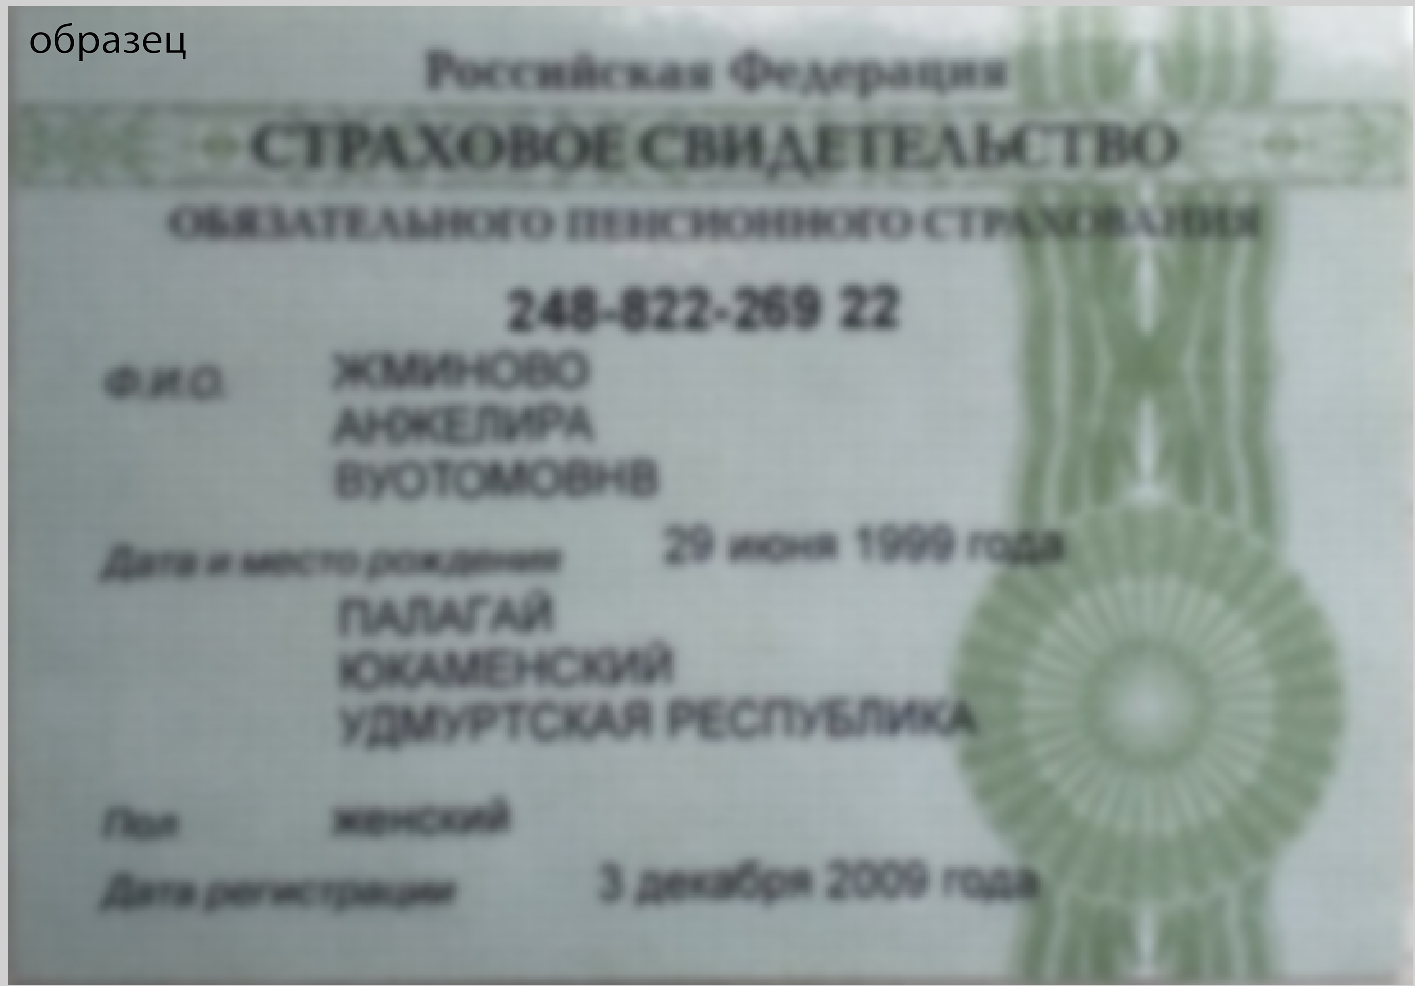 образец
Российская Федерация
СТРАХОВОЕ СВИДЕТЕЛЬСТВО
ОБЯЗАТЕЛЬНОГО ПЕНСИОННОГО СТРАХОВАНИЯ
248-822-269 22
Ф.И.О. ЖМИНОВО
АНЖЕЛИРА
ВУОТОМОВНВ
Дата и место рождения 29 июня 1999 года
ПАЛАГАЙ
ЮКАМЕНСКИЙ
УДМУРТСКАЯ РЕСПУБЛИКА
Пол женский
Дата регистрации 3 декабря 2009 года